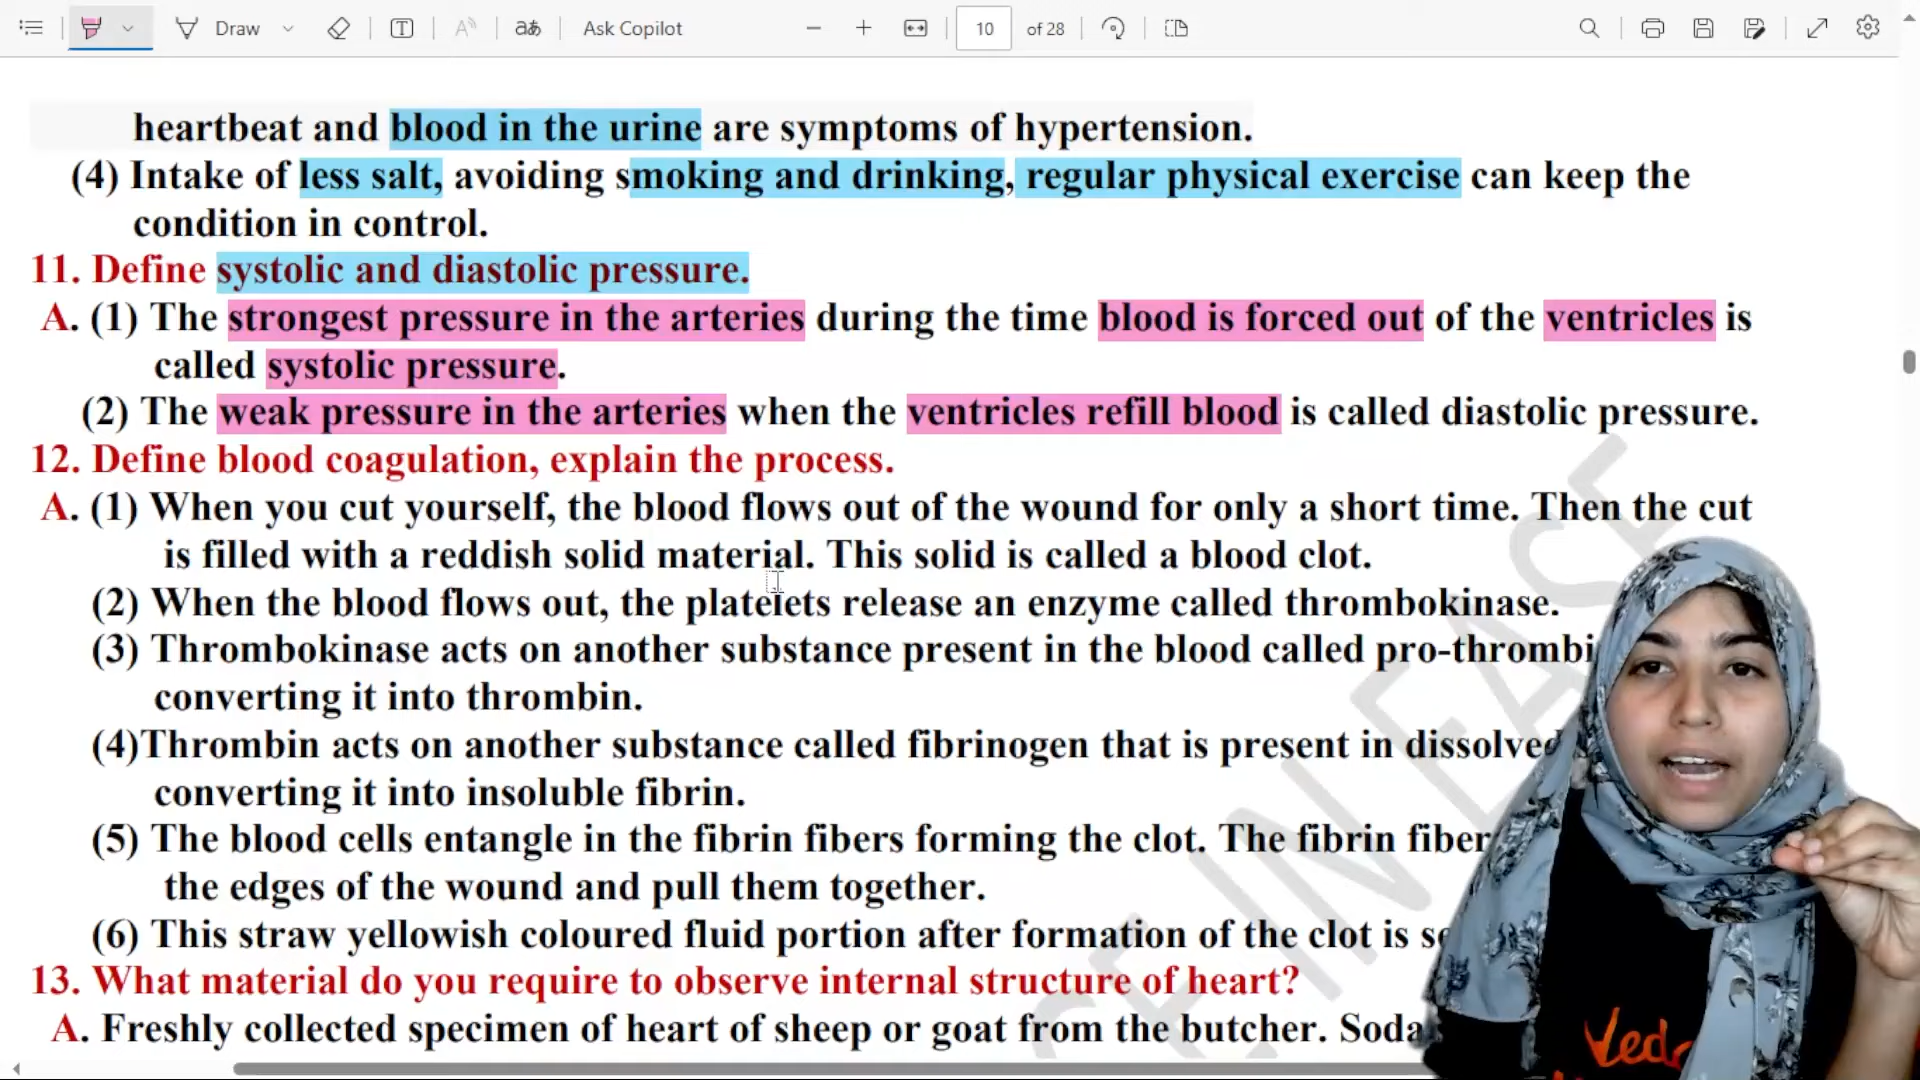 Draw
Ask Copilot
10 of 28
heartbeat and blood in the urine are symptoms of hypertension.
(4) Intake of less salt, avoiding smoking and drinking, regular physical exercise can keep the
condition in control.
11. Define systolic and diastolic pressure.
A. (1) The strongest pressure in the arteries during the time blood is forced out of the ventricles is
called systolic pressure.
(2) The weak pressure in the arteries when the ventricles refill blood is called diastolic pressure.
12. Define blood coagulation, explain the process.
A. (1) When you cut yourself, the blood flows out of the wound for only a short time. Then the cut
is filled with a reddish solid material. This solid is called a blood clot.
(2) When the blood flows out, the platelets release an enzyme called thrombokinase.
(3) Thrombokinase acts on another substance present in the blood called pro-thrombi
converting it into thrombin.
(4)Thrombin acts on another substance called fibrinogen that is present in dissolved
converting it into insoluble fibrin.
(5) The blood cells entangle in the fibrin fibers forming the clot. The fibrin fiber
the edges of the wound and pull them together.
(6) This straw yellowish coloured fluid portion after formation of the clot is
13. What material do you require to observe internal structure of heart?
A. Freshly collected specimen of heart of sheep or goat from the butcher. Soda
IN EASE